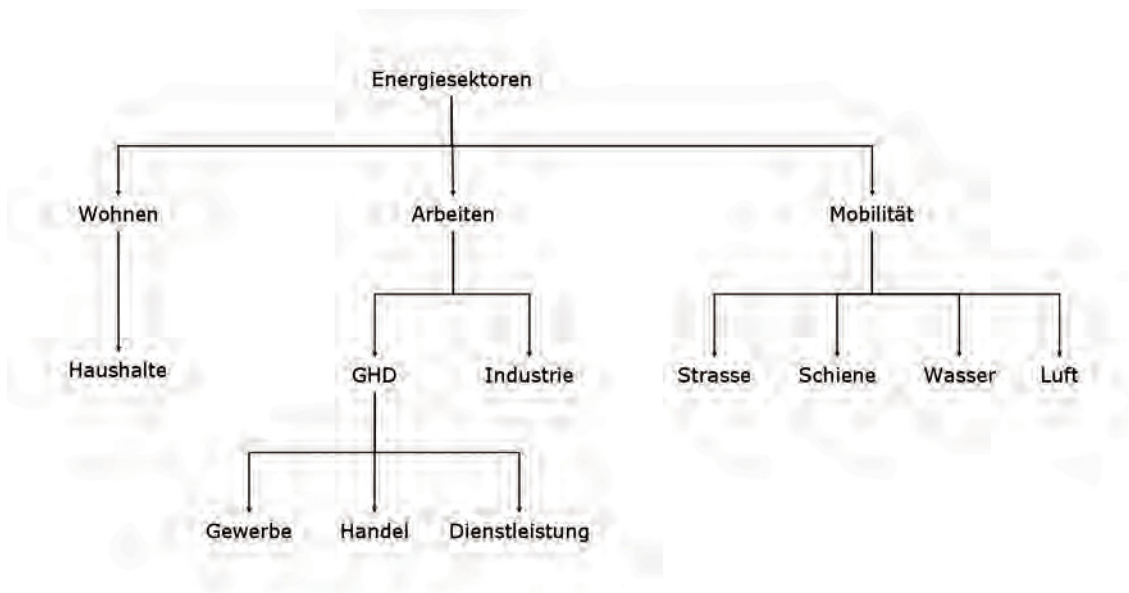 Energiesektoren
Wohnen Arbeiten Mobilität
Haushalte GHD Industrie Strasse Schiene Wasser Luft
Gewerbe Handel Dienstleistung